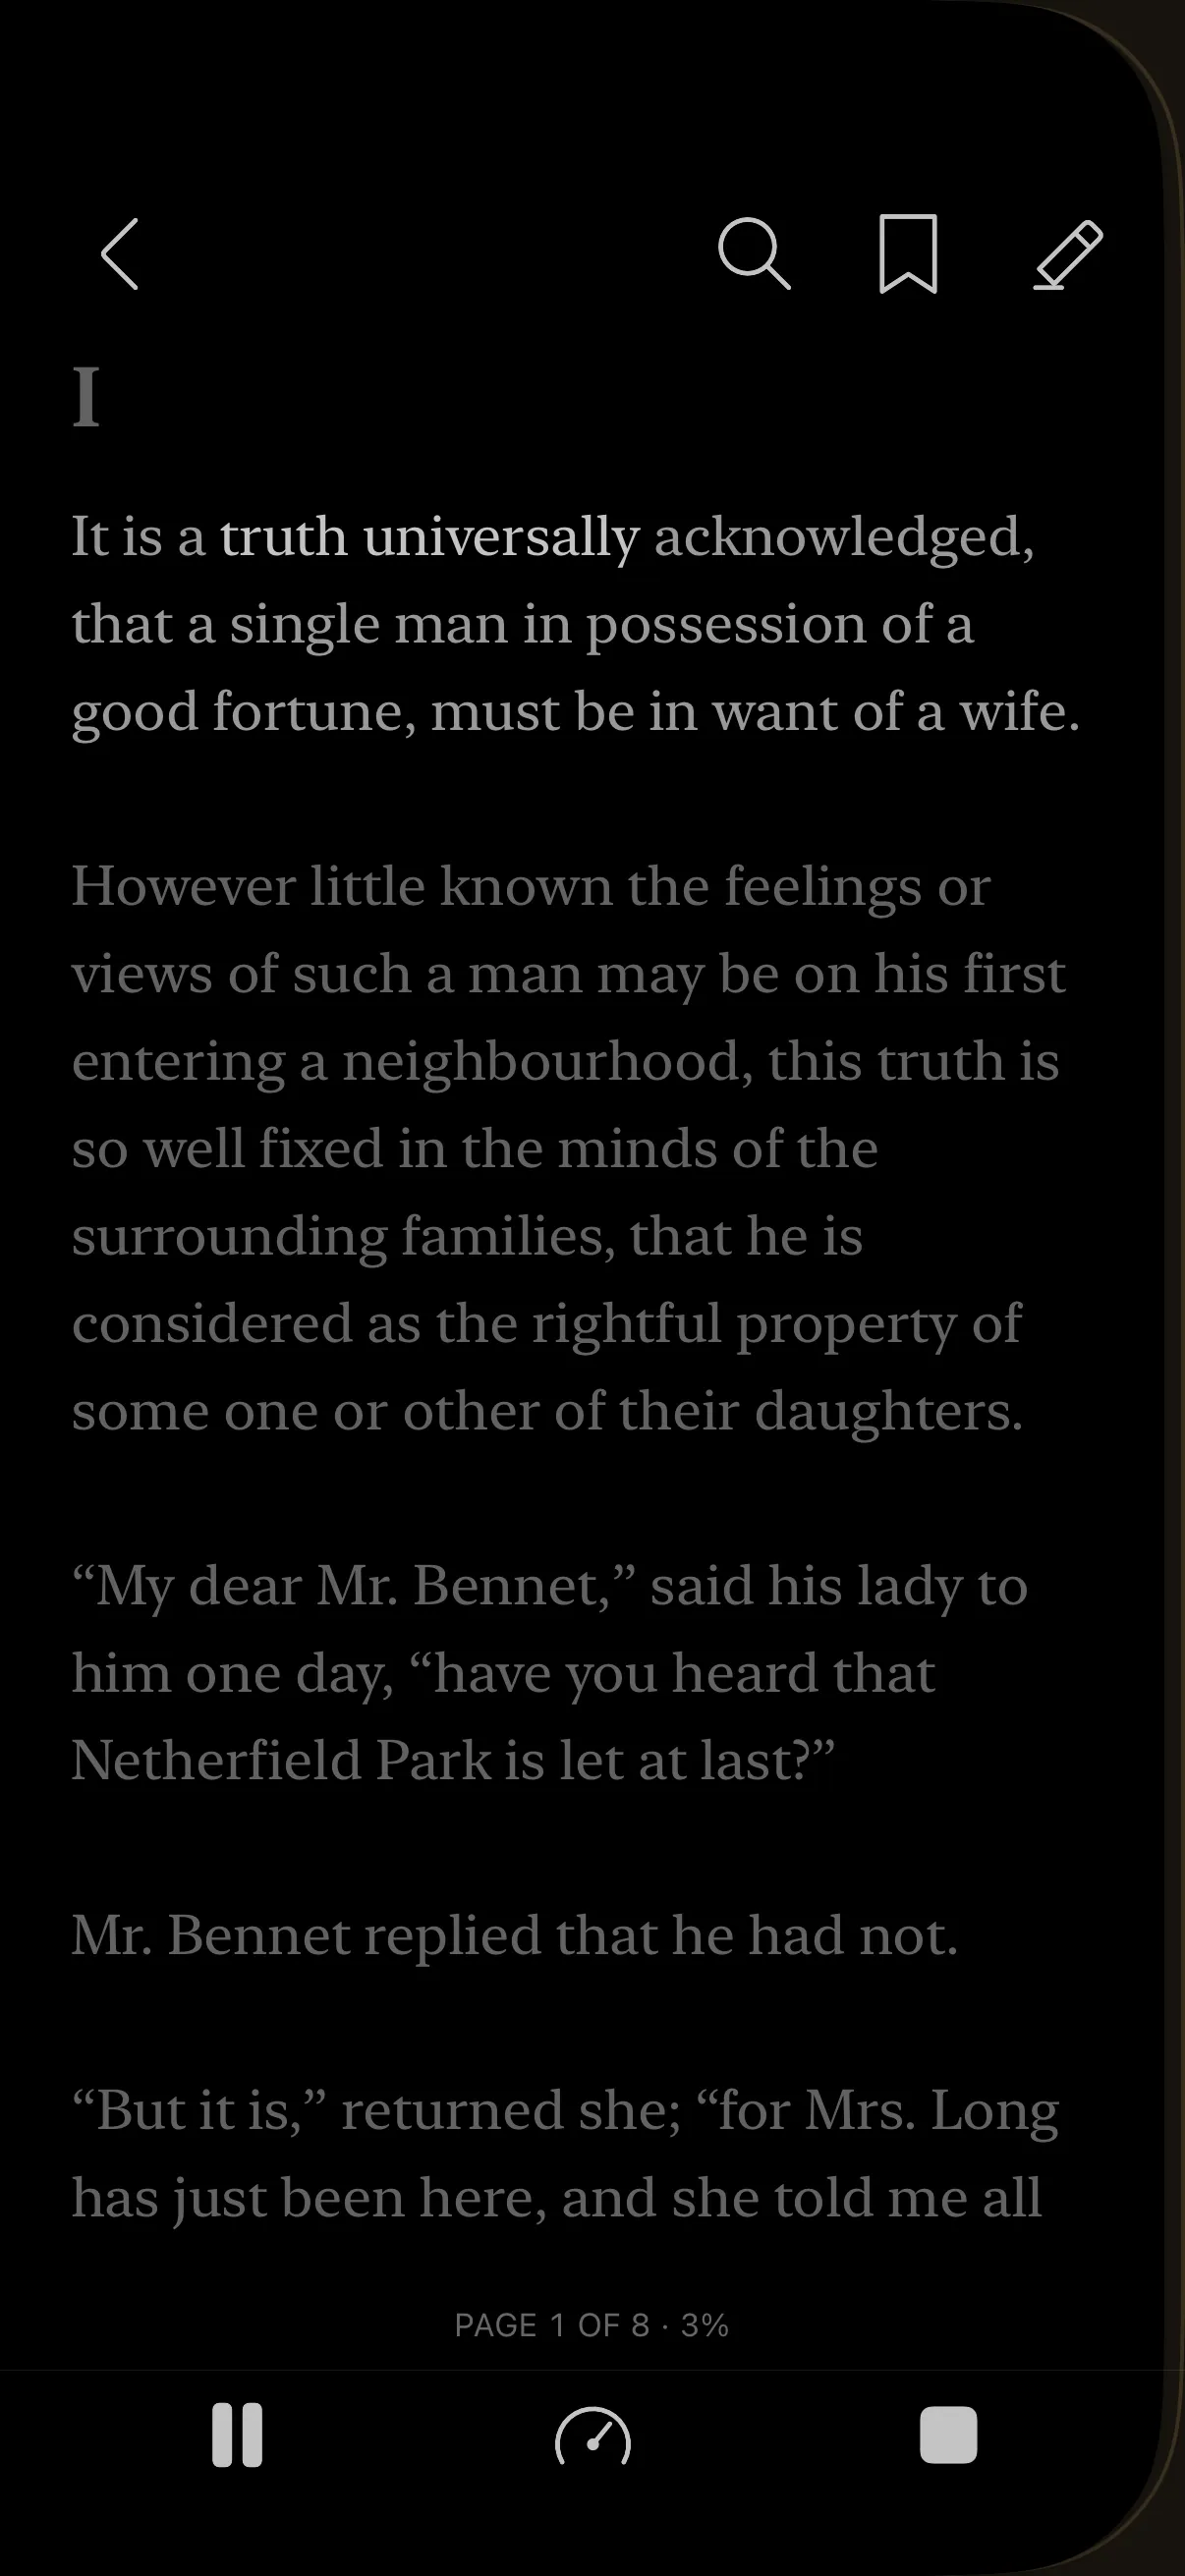 I
It is a truth universally acknowledged,
that a single man in possession of a
good fortune, must be in want of a wife.
However little known the feelings or
views of such a man may be on his first
entering a neighbourhood, this truth is
so well fixed in the minds of the
surrounding families, that he is
considered as the rightful property of
some one or other of their daughters.
“My dear Mr. Bennet,” said his lady to
him one day, “have you heard that
Netherfield Park is let at last?”
Mr. Bennet replied that he had not.
“But it is,” returned she; “for Mrs. Long
has just been here, and she told me all
PAGE 1 OF 8 · 3%